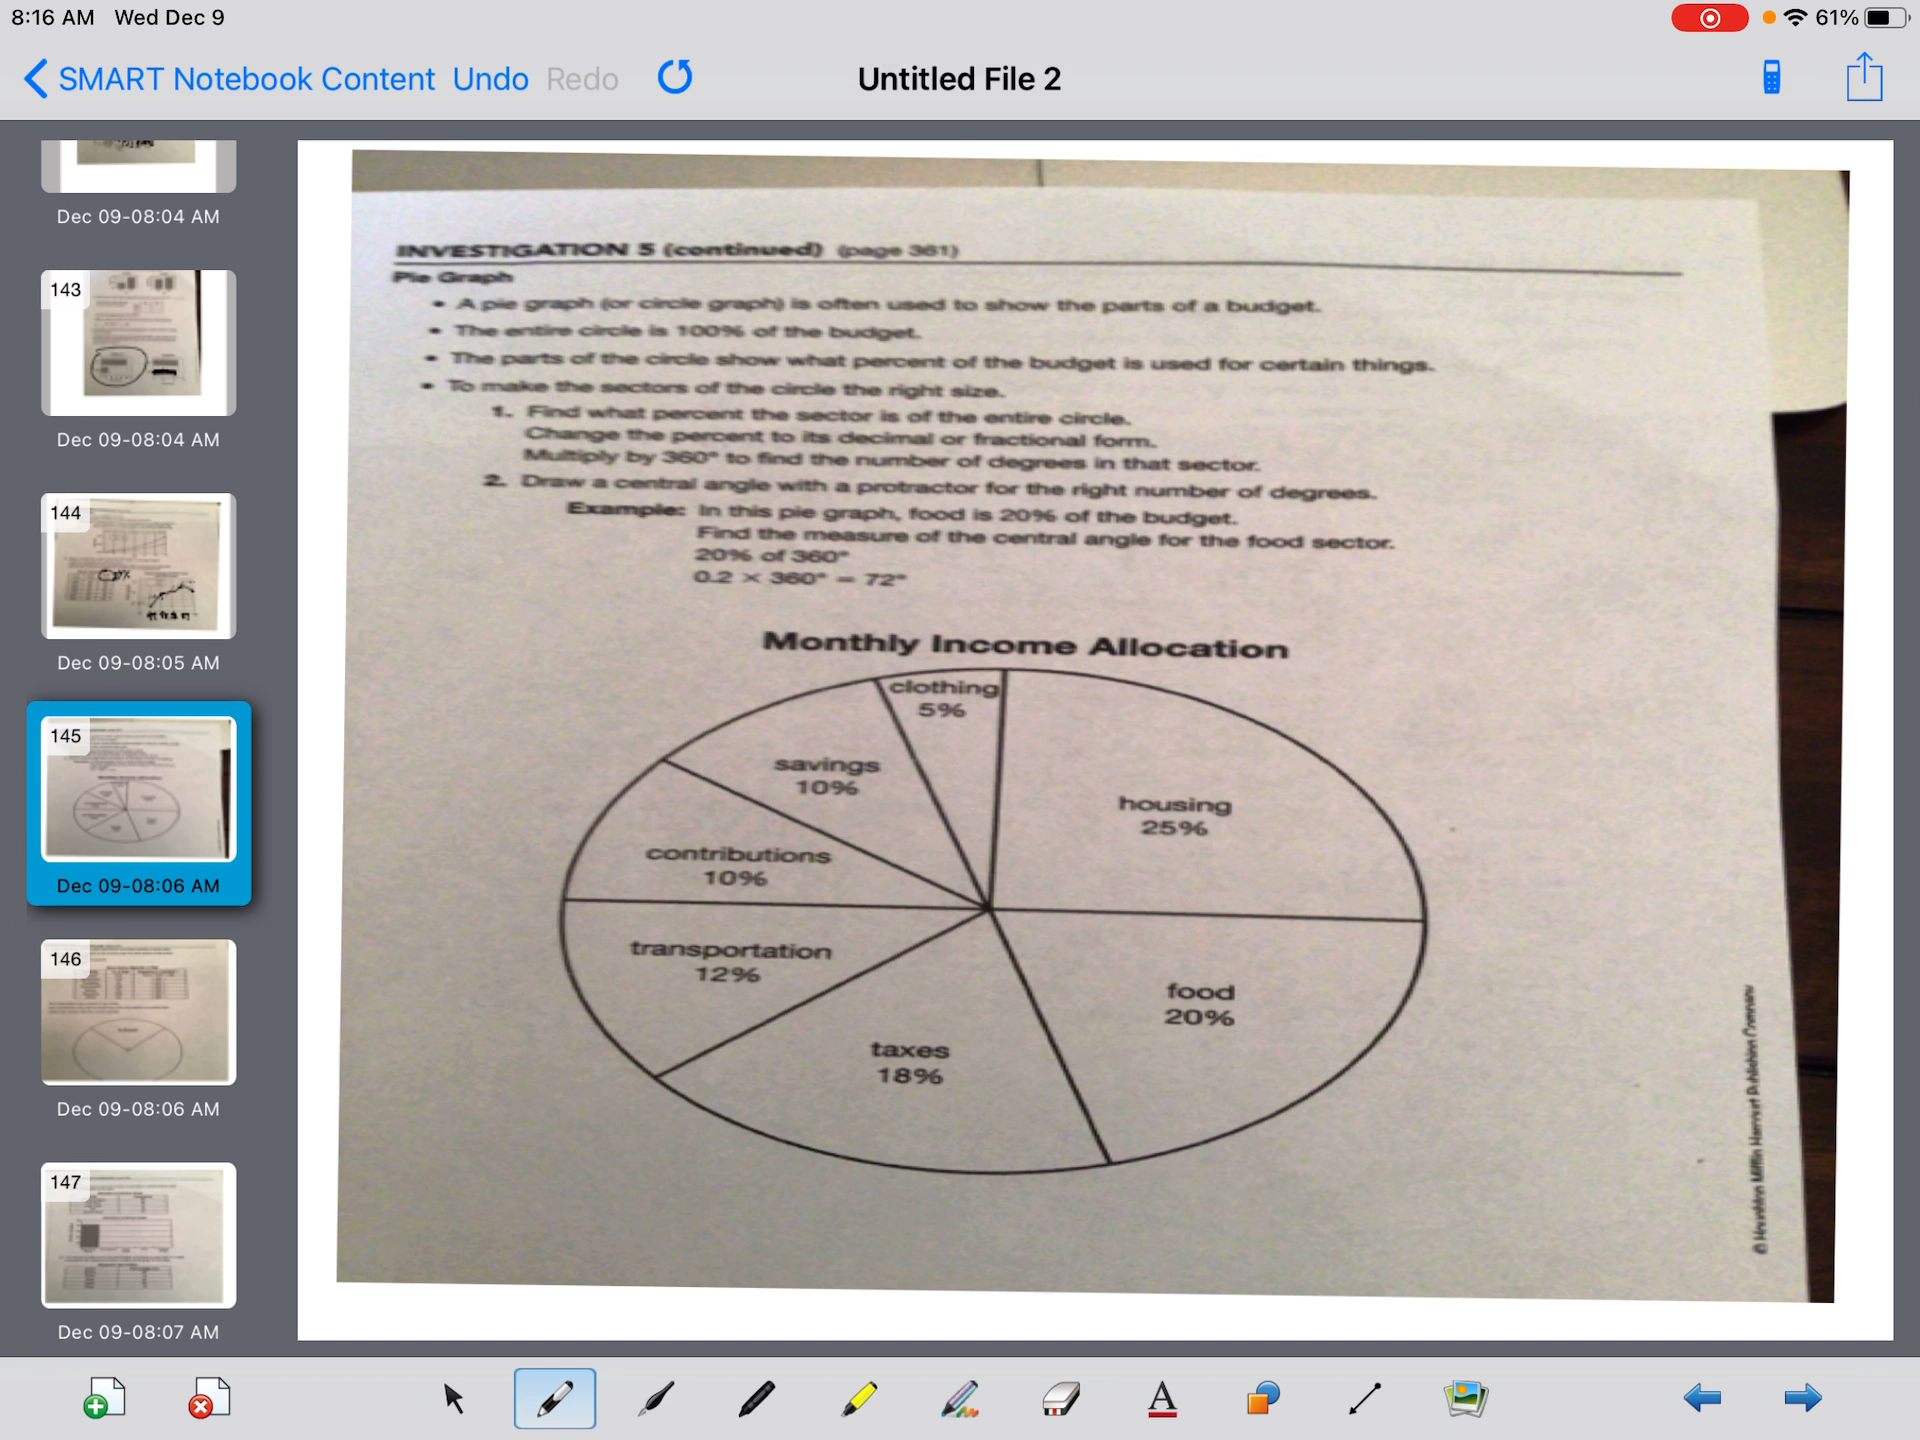 8:16 AM Wed Dec 9
61%
SMART Notebook Content Undo Redo
Untitled File 2
Dec 09-08:04 AM
143
Dec 09-08:04 AM
144
Dec 09-08:05 AM
145
Dec 09-08:06 AM
146
Dec 09-08:06 AM
147
Dec 09-08:07 AM
INVESTIGATION 5 (continued) (page 361)
Pie Graph
• A pie graph (or circle graph) is often used to show the parts of a budget.
• The entire circle is 100% of the budget.
• The parts of the circle show what percent of the budget is used for certain things.
• To make the sectors of the circle the right size.
1. Find what percent the sector is of the entire circle.
Change the percent to its decimal or fractional form.
Multiply by 360° to find the number of degrees in that sector.
2. Draw a central angle with a protractor for the right number of degrees.
Example: In this pie graph, food is 20% of the budget.
Find the measure of the central angle for the food sector.
20% of 360°
0.2 × 360° = 72°
Monthly Income Allocation
clothing
5%
savings
10%
housing
25%
contributions
10%
transportation
12%
food
20%
taxes
18%
© Houghton Mifflin Harcourt Publishing Company
A